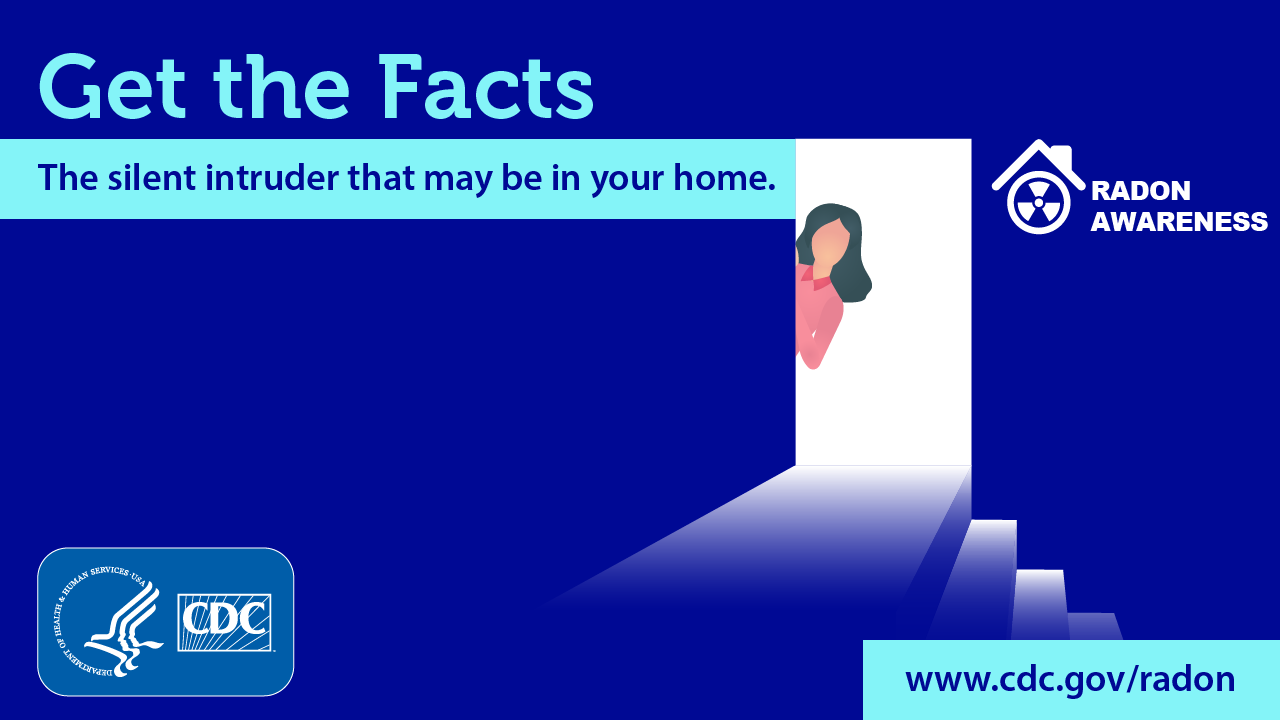 Get the Facts
The silent intruder that may be in your home.
RADON
AWARENESS
DEPARTMENT OF HEALTH & HUMAN SERVICES·USA
CDC
www.cdc.gov/radon